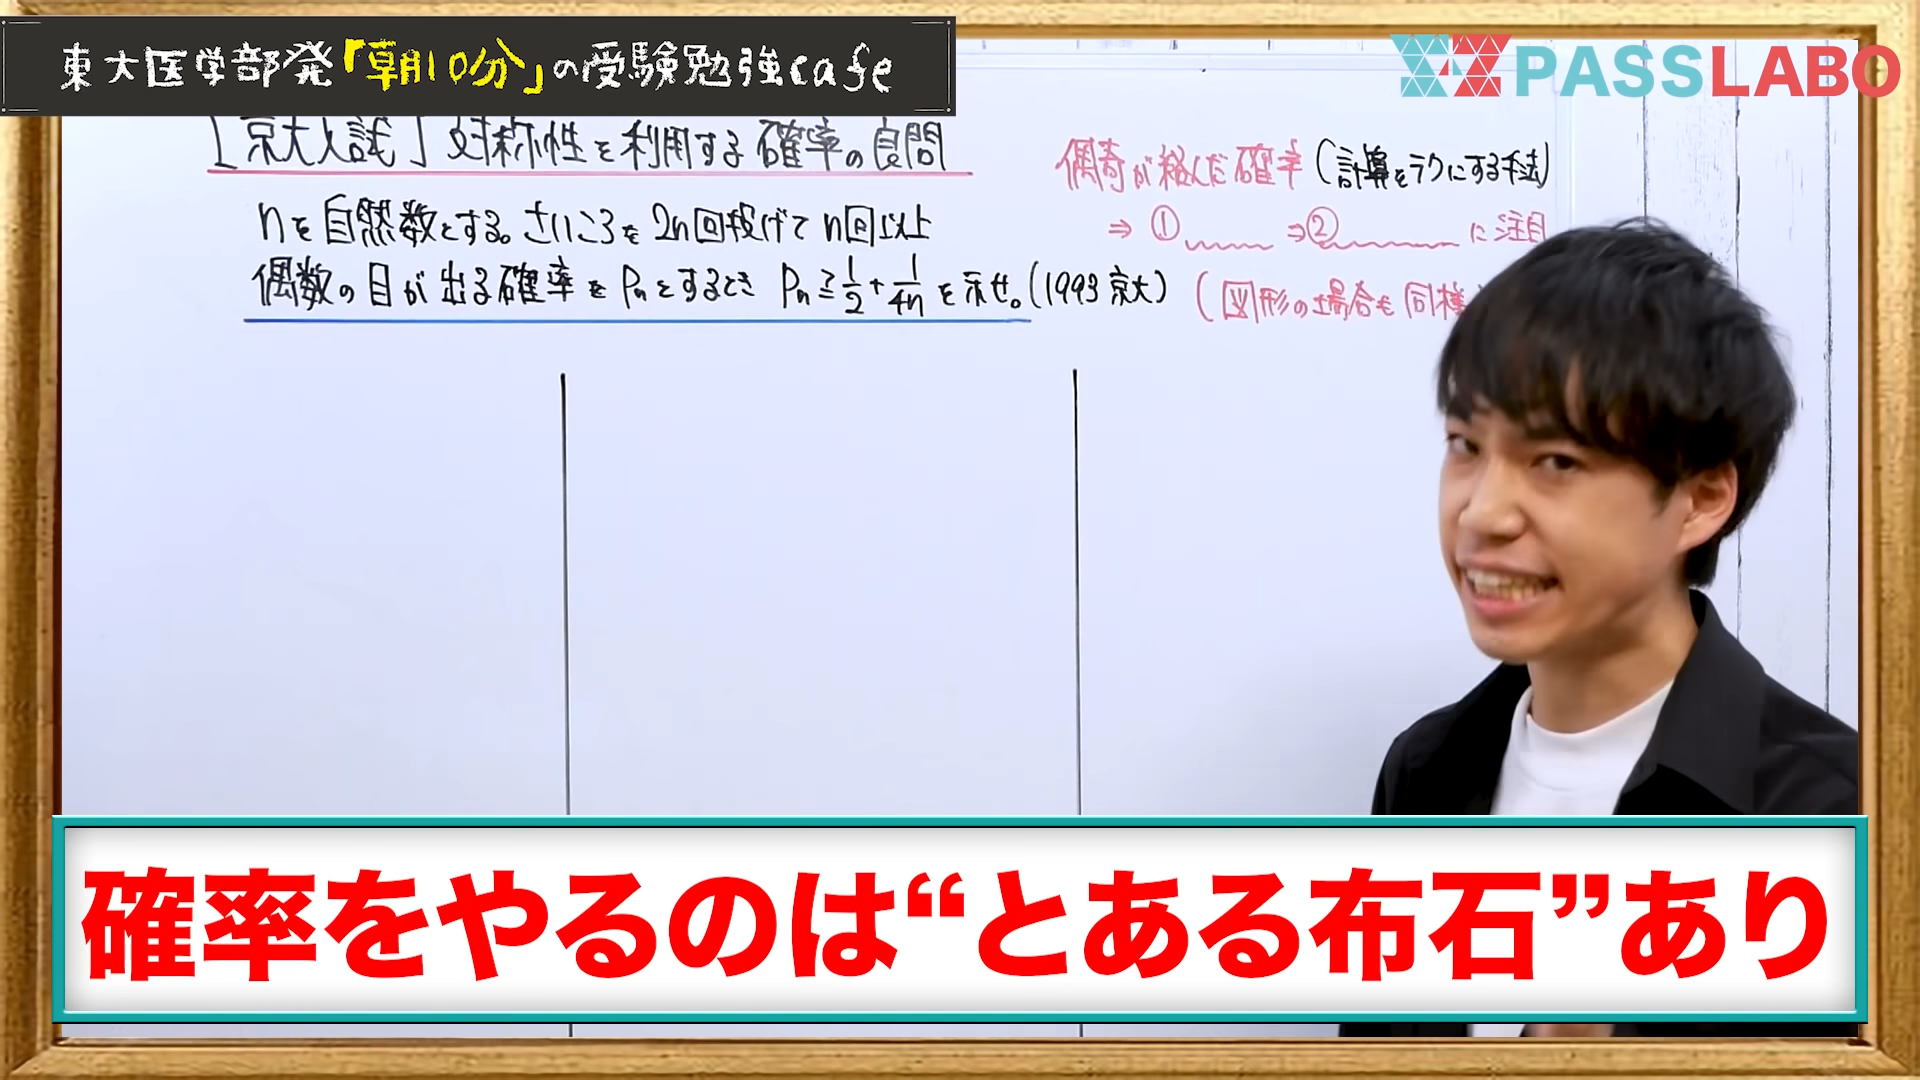 東大医学部発「朝10分」の受験勉強cafe
PASSLABO
[京大入試] 対称性を利用する確率の良問
nを自然数とする。さいころを2n回投げてn回以上
偶数の目が出る確率をPnとするとき Pn≧1/2+1/4nを示せ。(1993 京大)
偶奇が絡んだ確率(計算をラクにする手法)
⇒①  ⇒②  に注目
(図形の場合も同様
確率をやるのは“とある布石”あり